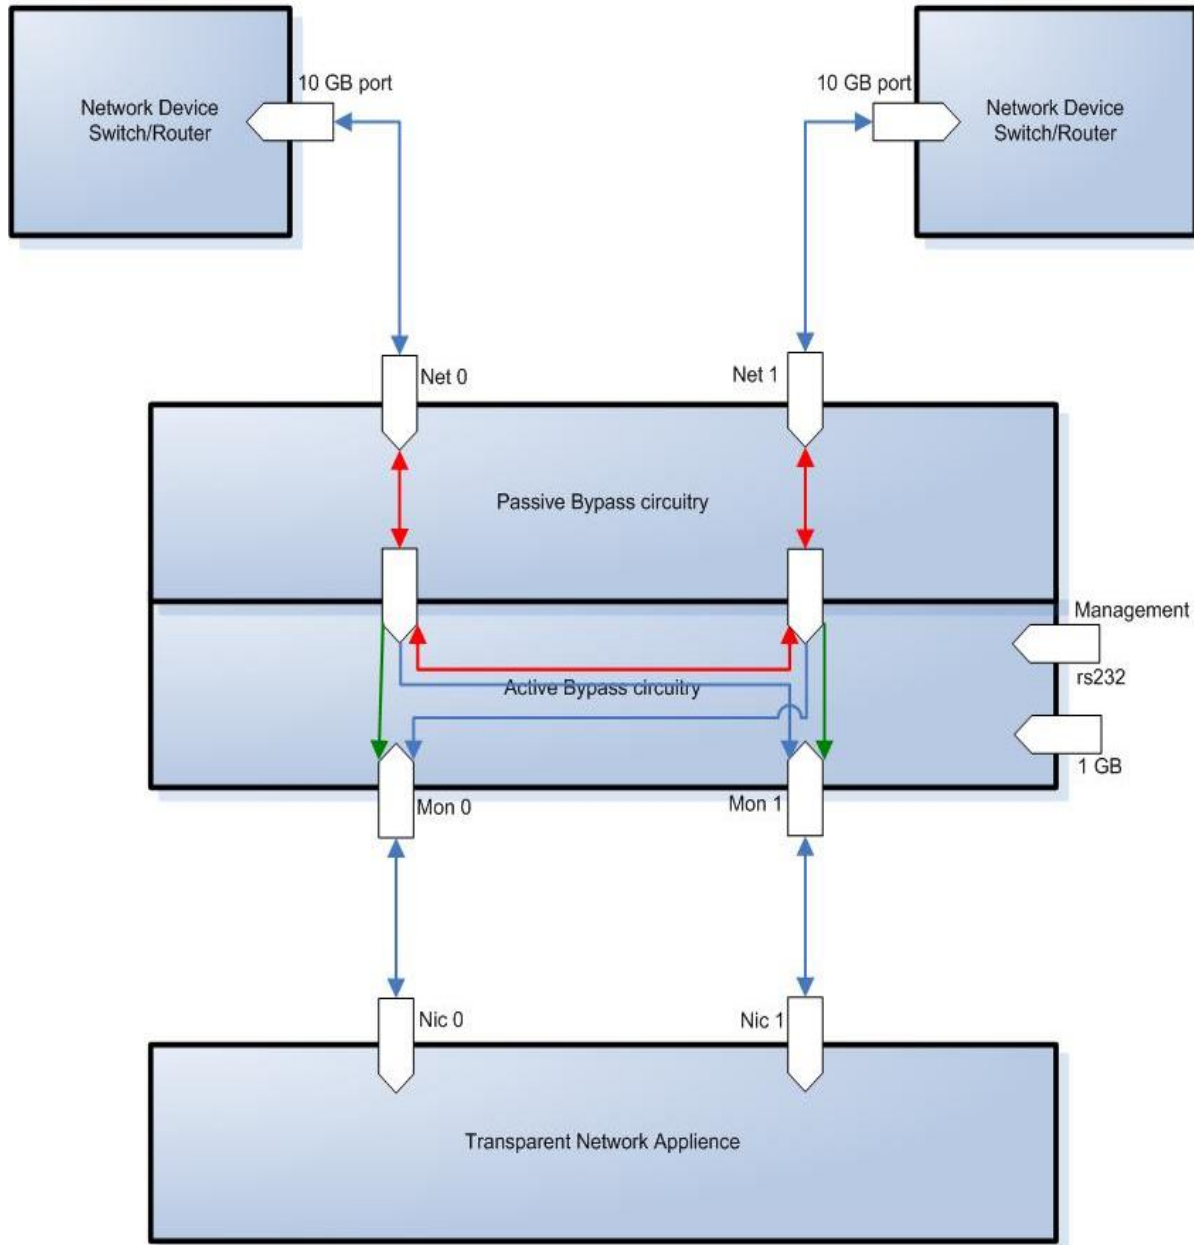 10 GB port
10 GB port
Network Device
Switch/Router
Network Device
Switch/Router
Net 0
Net 1
Passive Bypass circuitry
Management
rs232
Active Bypass circuitry
1 GB
Mon 0
Mon 1
Nic 0
Nic 1
Transparent Network Applience